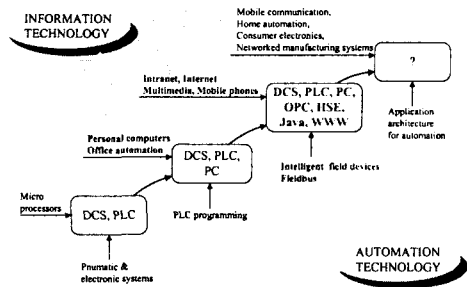 INFORMATION
TECHNOLOGY
Mobile communication,
Home automation,
Consumer electronics,
Networked manufacturing systems
?
Intranet, Internet
Multimedia, Mobile phones
DCS, PLC, PC,
OPC, HSE,
Java, WWW
Application
architecture
for automation
Personal computers
Office automation
DCS, PLC,
PC
Intelligent field devices
Fieldbus
Micro
processors
DCS, PLC
PLC programming
Pnumatic &
electronic systems
AUTOMATION
TECHNOLOGY